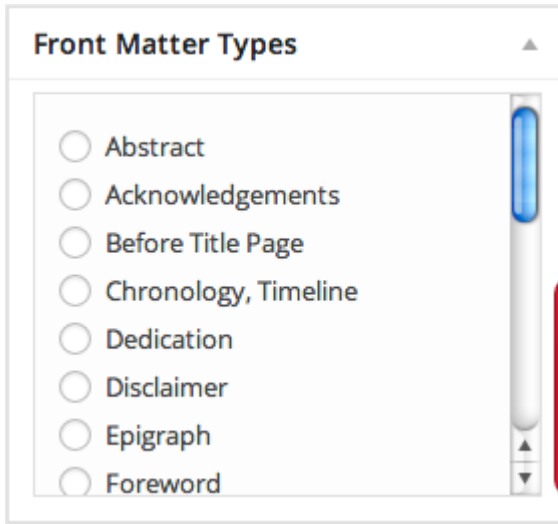 Front Matter Types
Abstract
Acknowledgements
Before Title Page
Chronology, Timeline
Dedication
Disclaimer
Epigraph
Foreword